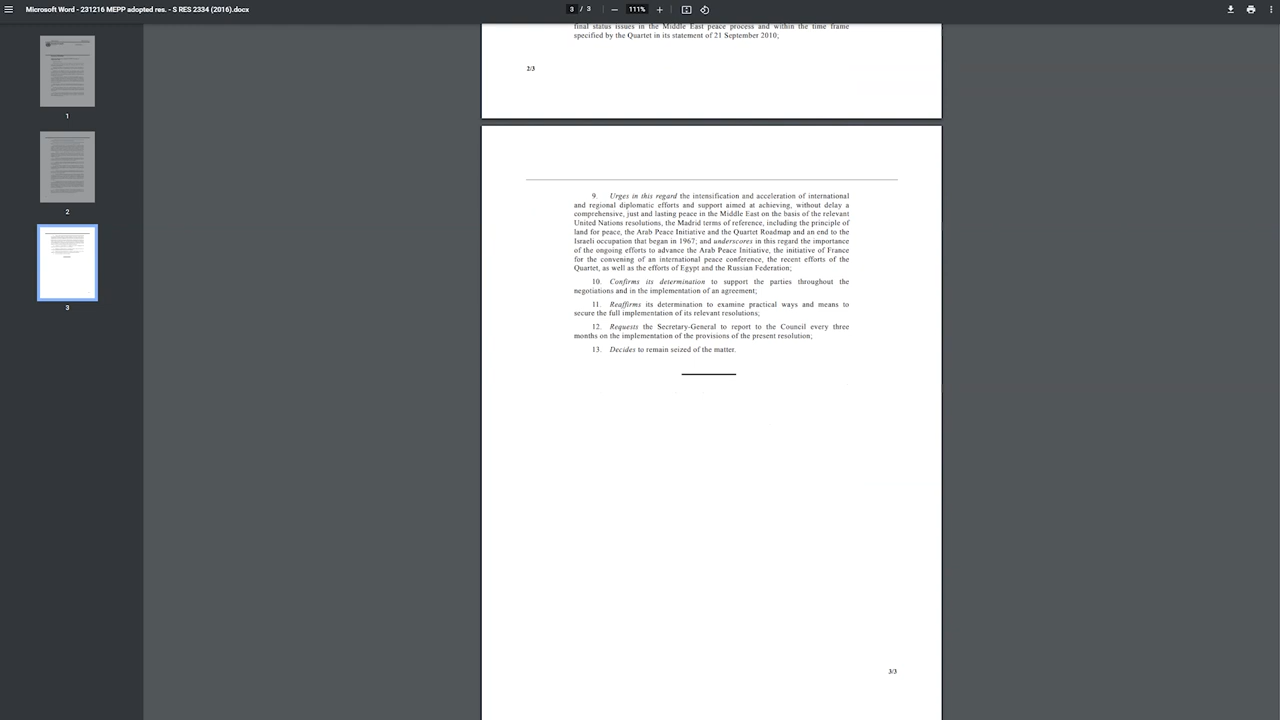 Microsoft Word - 231216 MEPP adopted res. - S RES 2334 (2016).docx
3 / 3
111%
1
2
3
final status issues in the Middle East peace process and within the time frame
specified by the Quartet in its statement of 21 September 2010;
2/3
9. Urges in this regard the intensification and acceleration of international
and regional diplomatic efforts and support aimed at achieving, without delay a
comprehensive, just and lasting peace in the Middle East on the basis of the relevant
United Nations resolutions, the Madrid terms of reference, including the principle of
land for peace, the Arab Peace Initiative and the Quartet Roadmap and an end to the
Israeli occupation that began in 1967; and underscores in this regard the importance
of the ongoing efforts to advance the Arab Peace Initiative, the initiative of France
for the convening of an international peace conference, the recent efforts of the
Quartet, as well as the efforts of Egypt and the Russian Federation;
10. Confirms its determination to support the parties throughout the
negotiations and in the implementation of an agreement;
11. Reaffirms its determination to examine practical ways and means to
secure the full implementation of its relevant resolutions;
12. Requests the Secretary-General to report to the Council every three
months on the implementation of the provisions of the present resolution;
13. Decides to remain seized of the matter.
3/3